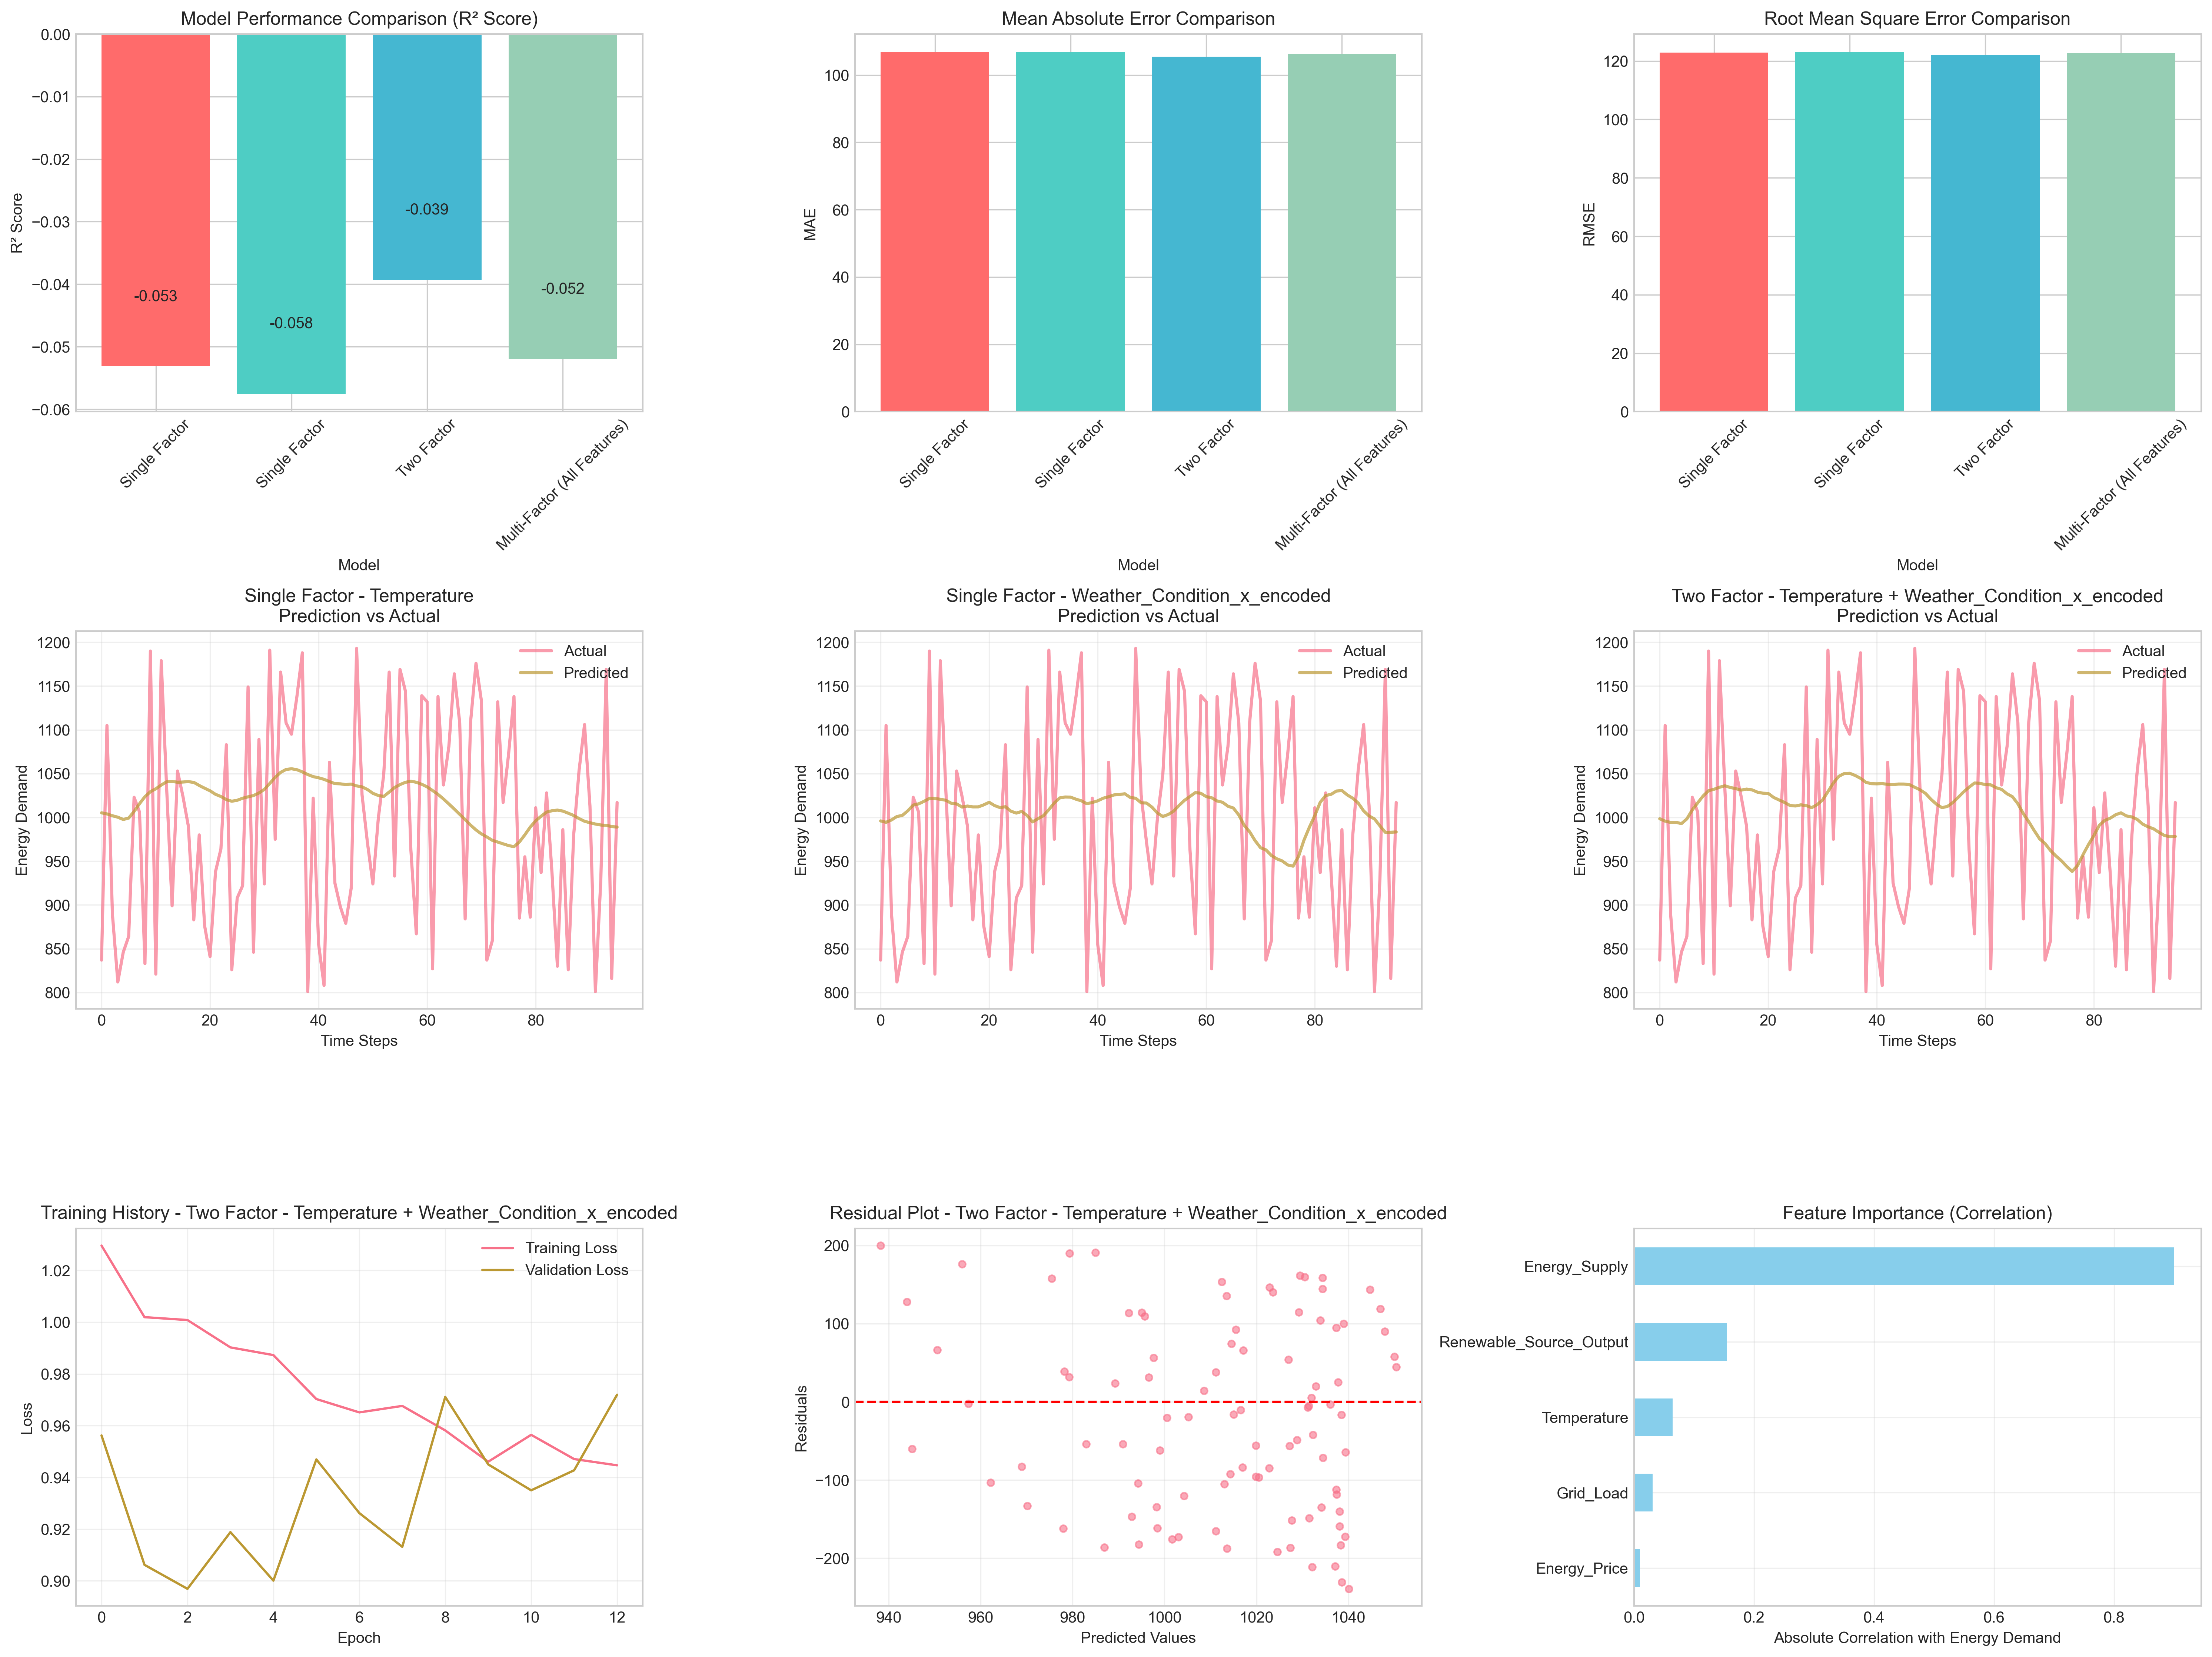 Model Performance Comparison (R² Score)
0.00
−0.01
−0.02
−0.03
−0.04
−0.05
−0.06
R² Score
-0.053
-0.058
-0.039
-0.052
Single Factor
Single Factor
Two Factor
Multi-Factor (All Features)
Model
Mean Absolute Error Comparison
100
80
60
40
20
0
MAE
Single Factor
Single Factor
Two Factor
Multi-Factor (All Features)
Model
Root Mean Square Error Comparison
120
100
80
60
40
20
0
RMSE
Single Factor
Single Factor
Two Factor
Multi-Factor (All Features)
Model
Single Factor - Temperature
Prediction vs Actual
1200
1150
1100
1050
1000
950
900
850
800
Energy Demand
Actual
Predicted
0 20 40 60 80
Time Steps
Single Factor - Weather_Condition_x_encoded
Prediction vs Actual
1200
1150
1100
1050
1000
950
900
850
800
Energy Demand
Actual
Predicted
0 20 40 60 80
Time Steps
Two Factor - Temperature + Weather_Condition_x_encoded
Prediction vs Actual
1200
1150
1100
1050
1000
950
900
850
800
Energy Demand
Actual
Predicted
0 20 40 60 80
Time Steps
Training History - Two Factor - Temperature + Weather_Condition_x_encoded
1.02
1.00
0.98
0.96
0.94
0.92
0.90
Loss
Training Loss
Validation Loss
0 2 4 6 8 10 12
Epoch
Residual Plot - Two Factor - Temperature + Weather_Condition_x_encoded
200
100
0
−100
−200
Residuals
940 960 980 1000 1020 1040
Predicted Values
Feature Importance (Correlation)
Energy_Supply
Renewable_Source_Output
Temperature
Grid_Load
Energy_Price
0.0 0.2 0.4 0.6 0.8
Absolute Correlation with Energy Demand